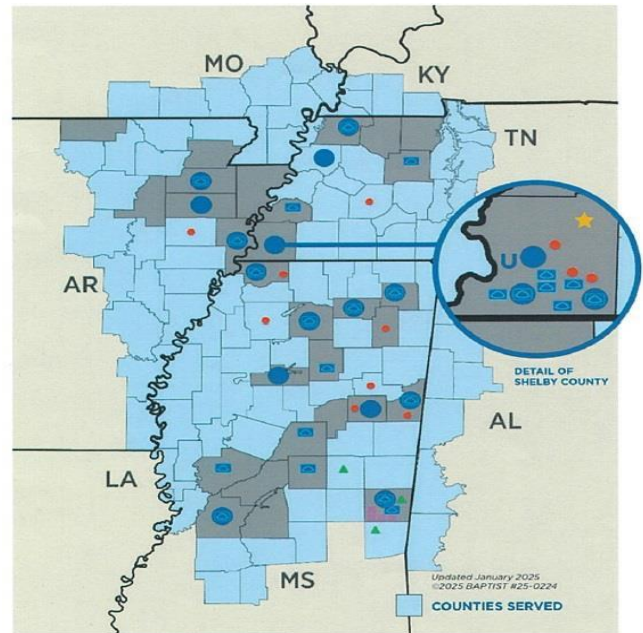 MO
KY
TN
U
AR
DETAIL OF
SHELBY COUNTY
AL
LA
MS
Updated January 2025
©2025 BAPTIST #25-0224
COUNTIES SERVED